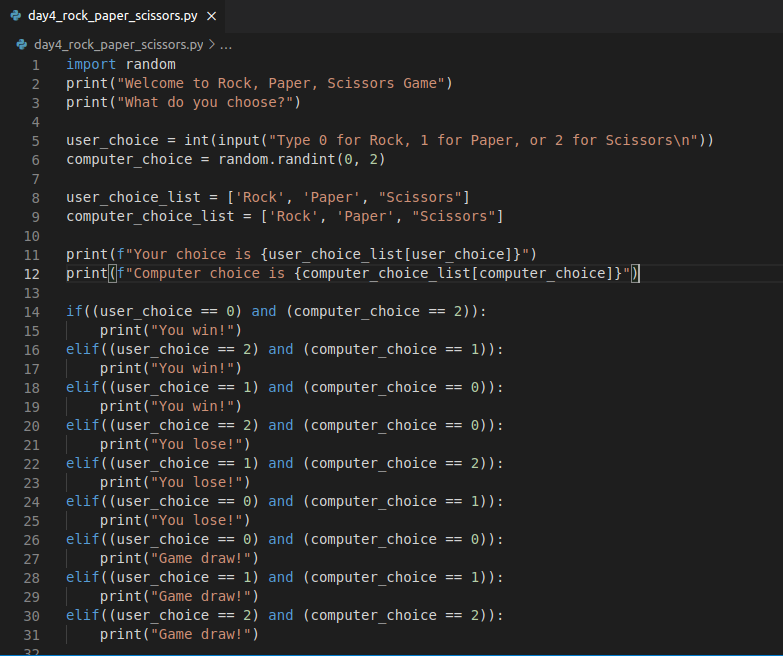 day4_rock_paper_scissors.py ×
day4_rock_paper_scissors.py > ...
1 import random
2 print("Welcome to Rock, Paper, Scissors Game")
3 print("What do you choose?")
4
5 user_choice = int(input("Type 0 for Rock, 1 for Paper, or 2 for Scissors\n"))
6 computer_choice = random.randint(0, 2)
7
8 user_choice_list = ['Rock', 'Paper', "Scissors"]
9 computer_choice_list = ['Rock', 'Paper', "Scissors"]
10
11 print(f"Your choice is {user_choice_list[user_choice]}")
12 print(f"Computer choice is {computer_choice_list[computer_choice]}")
13
14 if((user_choice == 0) and (computer_choice == 2)):
15     print("You win!")
16 elif((user_choice == 2) and (computer_choice == 1)):
17     print("You win!")
18 elif((user_choice == 1) and (computer_choice == 0)):
19     print("You win!")
20 elif((user_choice == 2) and (computer_choice == 0)):
21     print("You lose!")
22 elif((user_choice == 1) and (computer_choice == 2)):
23     print("You lose!")
24 elif((user_choice == 0) and (computer_choice == 1)):
25     print("You lose!")
26 elif((user_choice == 0) and (computer_choice == 0)):
27     print("Game draw!")
28 elif((user_choice == 1) and (computer_choice == 1)):
29     print("Game draw!")
30 elif((user_choice == 2) and (computer_choice == 2)):
31     print("Game draw!")
32